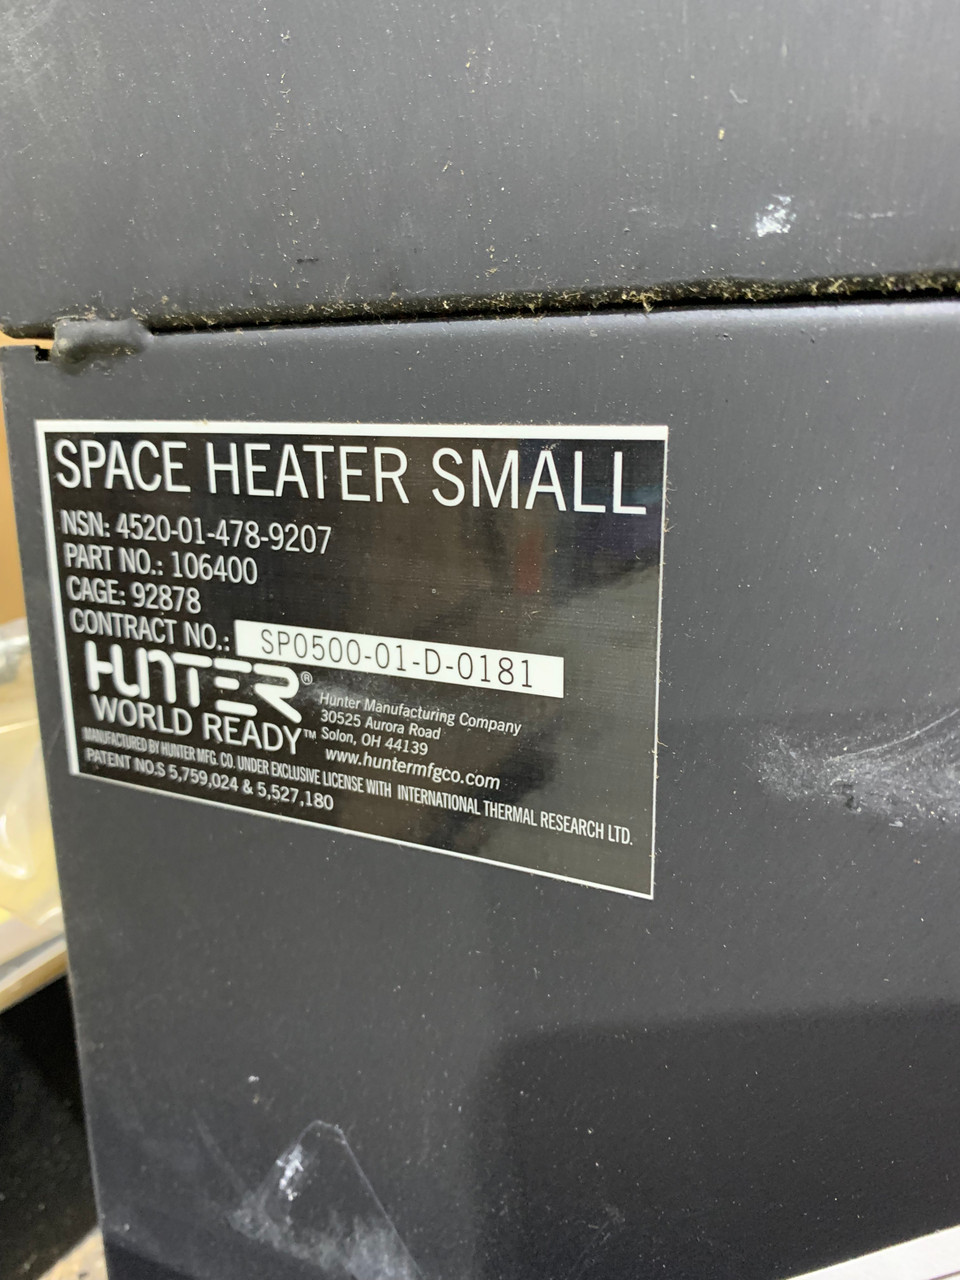 SPACE HEATER SMALL
NSN: 4520-01-478-9207
PART NO.: 106400
CAGE: 92878
CONTRACT NO.: SP0500-01-D-0181
HUNTER®
WORLD READY™
Hunter Manufacturing Company
30525 Aurora Road
Solon, OH 44139
www.huntermfgco.com
MANUFACTURED BY HUNTER MFG. CO. UNDER EXCLUSIVE LICENSE WITH INTERNATIONAL THERMAL RESEARCH LTD.
PATENT NO.S 5,759,024 & 5,527,180